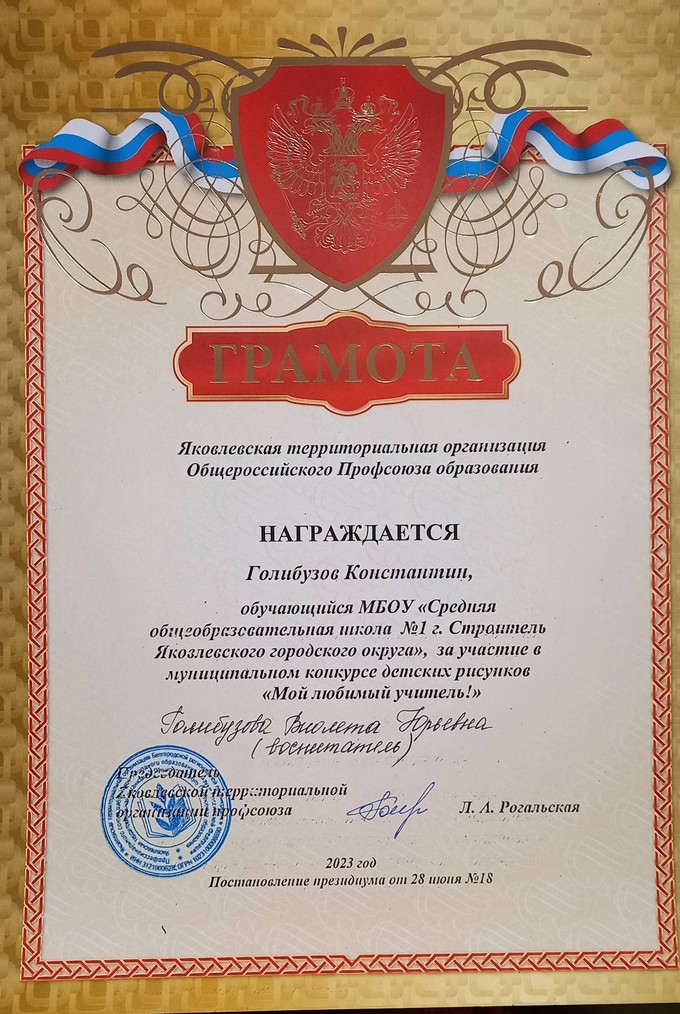 ГРАМОТА
Яковлевская территориальная организация
Общероссийского Профсоюза образования
НАГРАЖДАЕТСЯ
Голибузов Константин,
обучающийся МБОУ «Средняя
общеобразовательная школа №1 г. Строитель
Яковлевского городского округа», за участие в
муниципальном конкурсе детских рисунков
«Мой любимый учитель!»
Голибузова Виолета Юрьевна
(воспитатель)
Председатель
Яковлевской территориальной
организации профсоюза
Л. А. Рогальская
2023 год
Постановление президиума от 28 июня №18